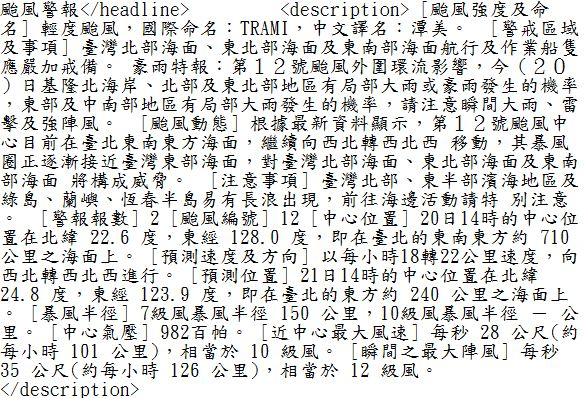 颱風警報</headline>          <description> [颱風強度及命
名] 輕度颱風，國際命名：TRAMI，中文譯名：潭美。  [警戒區域
及事項] 臺灣北部海面、東北部海面及東南部海面航行及作業船隻
應嚴加戒備。 豪雨特報：第１２號颱風外圍環流影響，今（２０
）日基隆北海岸、北部及東北部地區有局部大雨或豪雨發生的機率
，東部及中南部地區有局部大雨發生的機率，請注意瞬間大雨、雷
擊及強陣風。  [颱風動態] 根據最新資料顯示，第１２號颱風中
心目前在臺北東南東方海面，繼續向西北轉西北西 移動，其暴風
圈正逐漸接近臺灣東部海面，對臺灣北部海面、東北部海面及東南
部海面 將構成威脅。  [注意事項] 臺灣北部、東半部濱海地區及
綠島、蘭嶼、恆春半島易有長浪出現，前往海邊活動請特 別注意
。  [警報報數] 2 [颱風編號] 12 [中心位置] 20日14時的中心位
置在北緯 22.6 度，東經 128.0 度，即在臺北的東南東方約 710
公里之海面上。 [預測速度及方向] 以每小時18轉22公里速度，向
西北轉西北西進行。 [預測位置] 21日14時的中心位置在北緯
24.8 度，東經 123.9 度，即在臺北的東方約 240 公里之海面上
。 [暴風半徑] 7級風暴風半徑 150 公里，10級風暴風半徑 － 公
里。 [中心氣壓] 982百帕。 [近中心最大風速] 每秒 28 公尺(約
每小時 101 公里)，相當於 10 級風。 [瞬間之最大陣風] 每秒
35 公尺(約每小時 126 公里)，相當於 12 級風。
</description>